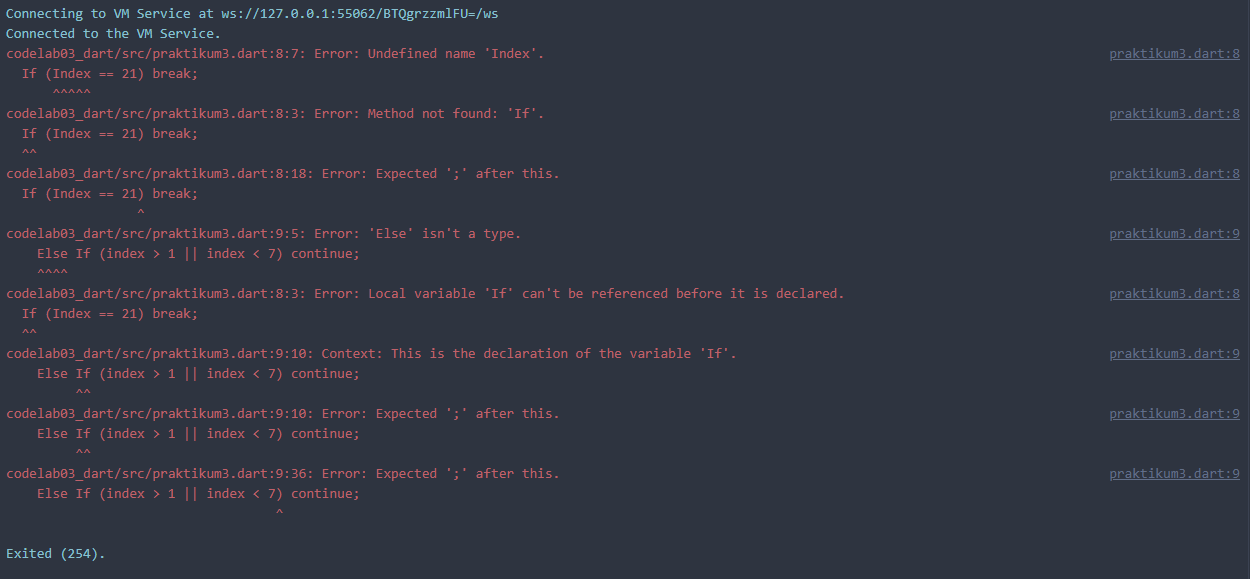 Connecting to VM Service at ws://127.0.0.1:55062/BTQgrzzmlFU=/ws
Connected to the VM Service.
codelab03_dart/src/praktikum3.dart:8:7: Error: Undefined name 'Index'. praktikum3.dart:8
If (Index == 21) break;
^^^^^
codelab03_dart/src/praktikum3.dart:8:3: Error: Method not found: 'If'. praktikum3.dart:8
If (Index == 21) break;
^^
codelab03_dart/src/praktikum3.dart:8:18: Error: Expected ';' after this. praktikum3.dart:8
If (Index == 21) break;
^
codelab03_dart/src/praktikum3.dart:9:5: Error: 'Else' isn't a type. praktikum3.dart:9
Else If (index > 1 || index < 7) continue;
^^^^
codelab03_dart/src/praktikum3.dart:8:3: Error: Local variable 'If' can't be referenced before it is declared. praktikum3.dart:8
If (Index == 21) break;
^^
codelab03_dart/src/praktikum3.dart:9:10: Context: This is the declaration of the variable 'If'. praktikum3.dart:9
Else If (index > 1 || index < 7) continue;
^^
codelab03_dart/src/praktikum3.dart:9:10: Error: Expected ';' after this. praktikum3.dart:9
Else If (index > 1 || index < 7) continue;
^^
codelab03_dart/src/praktikum3.dart:9:36: Error: Expected ';' after this. praktikum3.dart:9
Else If (index > 1 || index < 7) continue;
^
Exited (254).